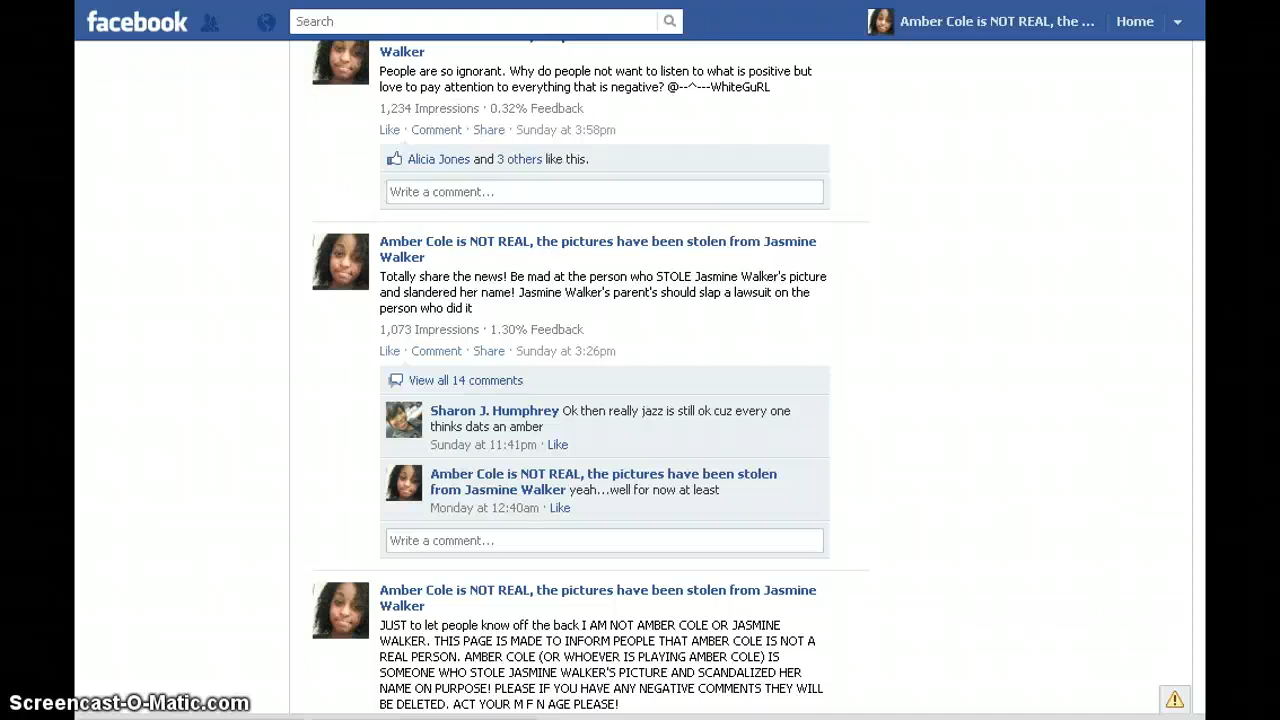 facebook
Search
Amber Cole is NOT REAL, the ...
Home
Walker
People are so ignorant. Why do people not want to listen to what is positive but
love to pay attention to everything that is negative? @--^---WhiteGuRL
1,234 Impressions · 0.32% Feedback
Like · Comment · Share · Sunday at 3:58pm
Alicia Jones and 3 others like this.
Write a comment...
Amber Cole is NOT REAL, the pictures have been stolen from Jasmine
Walker
Totally share the news! Be mad at the person who STOLE Jasmine Walker's picture
and slandered her name! Jasmine Walker's parent's should slap a lawsuit on the
person who did it
1,073 Impressions · 1.30% Feedback
Like · Comment · Share · Sunday at 3:26pm
View all 14 comments
Sharon J. Humphrey Ok then really jazz is still ok cuz every one
thinks dats an amber
Sunday at 11:41pm · Like
Amber Cole is NOT REAL, the pictures have been stolen
from Jasmine Walker yeah...well for now at least
Monday at 12:40am · Like
Write a comment...
Amber Cole is NOT REAL, the pictures have been stolen from Jasmine
Walker
JUST to let people know off the back I AM NOT AMBER COLE OR JASMINE
WALKER. THIS PAGE IS MADE TO INFORM PEOPLE THAT AMBER COLE IS NOT A
REAL PERSON. AMBER COLE (OR WHOEVER IS PLAYING AMBER COLE) IS
SOMEONE WHO STOLE JASMINE WALKER'S PICTURE AND SCANDALIZED HER
NAME ON PURPOSE! PLEASE IF YOU HAVE ANY NEGATIVE COMMENTS THEY WILL
BE DELETED. ACT YOUR M F N AGE PLEASE!
Screencast-O-Matic.com